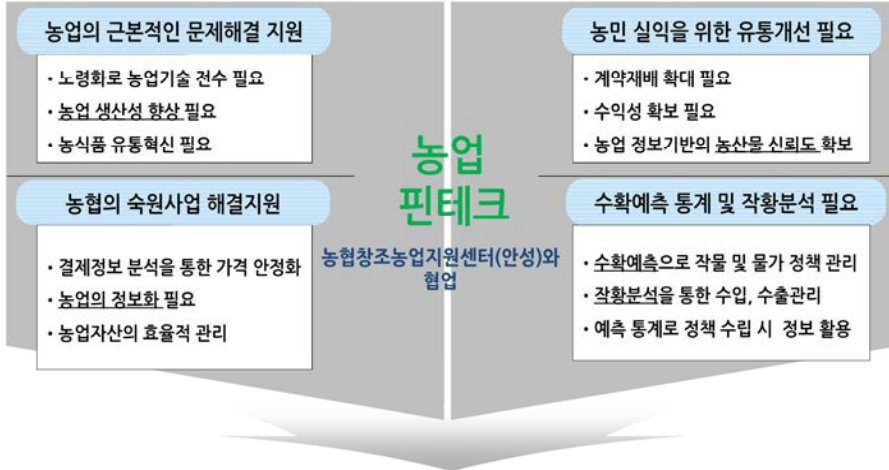 농업의 근본적인 문제해결 지원
· 노령회로 농업기술 전수 필요
· 농업 생산성 향상 필요
· 농식품 유통혁신 필요
농민 실익을 위한 유통개선 필요
· 계약재배 확대 필요
· 수익성 확보 필요
· 농업 정보기반의 농산물 신뢰도 확보
농업
핀테크
농협창조농업지원센터(안성)와
협업
농협의 숙원사업 해결지원
· 결제정보 분석을 통한 가격 안정화
· 농업의 정보화 필요
· 농업자산의 효율적 관리
수확예측 통계 및 작황분석 필요
· 수확예측으로 작물 및 물가 정책 관리
· 작황분석을 통한 수입, 수출관리
· 예측 통계로 정책 수립 시 정보 활용